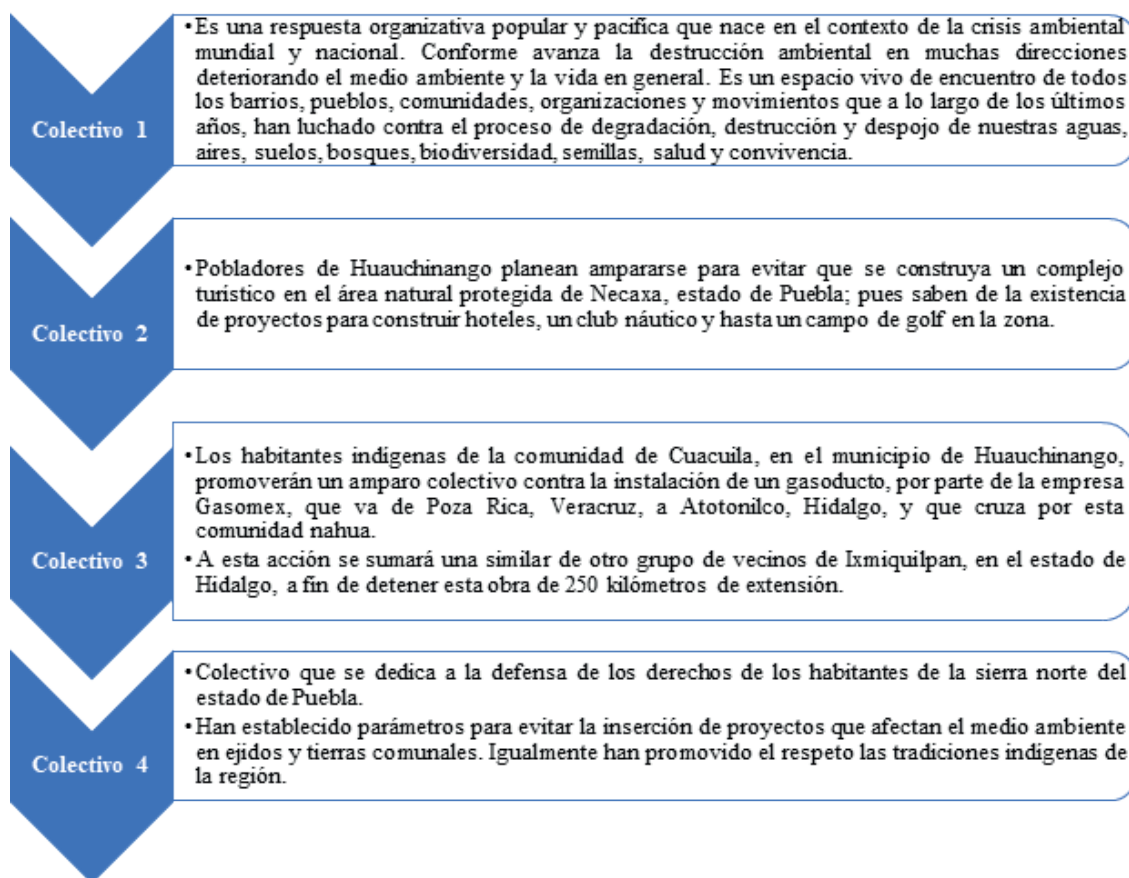 Colectivo 1
•Es una respuesta organizativa popular y pacifica que nace en el contexto de la crisis ambiental
mundial y nacional. Conforme avanza la destrucción ambiental en muchas direcciones
deteriorando el medio ambiente y la vida en general. Es un espacio vivo de encuentro de todos
los barrios, pueblos, comunidades, organizaciones y movimientos que a lo largo de los últimos
años, han luchado contra el proceso de degradación, destrucción y despojo de nuestras aguas,
aires, suelos, bosques, biodiversidad, semillas, salud y convivencia.
Colectivo 2
•Pobladores de Huauchinango planean ampararse para evitar que se construya un complejo
turístico en el área natural protegida de Necaxa, estado de Puebla; pues saben de la existencia
de proyectos para construir hoteles, un club náutico y hasta un campo de golf en la zona.
Colectivo 3
•Los habitantes indígenas de la comunidad de Cuacuila, en el municipio de Huauchinango,
promoverán un amparo colectivo contra la instalación de un gasoducto, por parte de la empresa
Gasomex, que va de Poza Rica, Veracruz, a Atotonilco, Hidalgo, y que cruza por esta
comunidad nahua.
•A esta acción se sumará una similar de otro grupo de vecinos de Ixmiquilpan, en el estado de
Hidalgo, a fin de detener esta obra de 250 kilómetros de extensión.
Colectivo 4
•Colectivo que se dedica a la defensa de los derechos de los habitantes de la sierra norte del
estado de Puebla.
•Han establecido parámetros para evitar la inserción de proyectos que afectan el medio ambiente
en ejidos y tierras comunales. Igualmente han promovido el respeto las tradiciones indígenas de
la región.